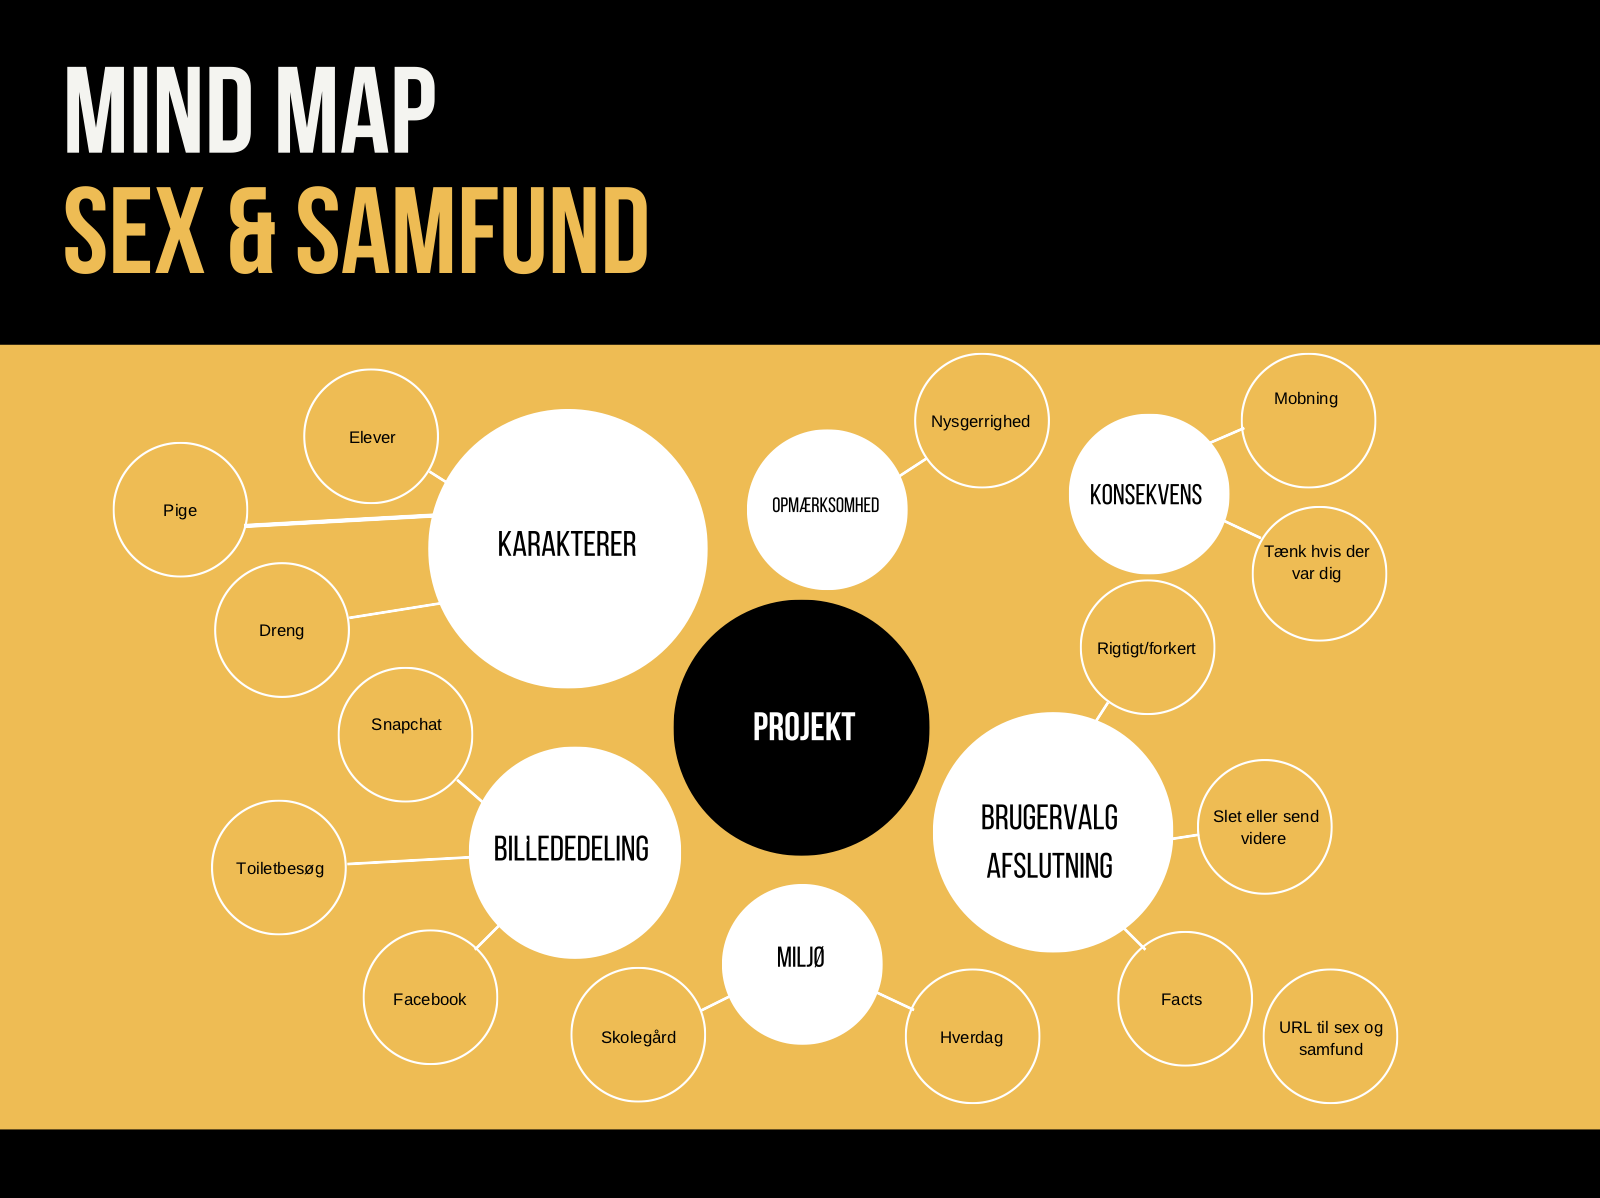 MIND MAP
SEX & SAMFUND
Elever
Pige
Dreng
KARAKTERER
OPMÆRKSOMHED
Nysgerrighed
KONSEKVENS
Mobning
Tænk hvis der
var dig
PROJEKT
Snapchat
Toiletbesøg
Facebook
BILLEDEDELING
Rigtigt/forkert
BRUGERVALG
AFSLUTNING
Slet eller send
videre
Facts
URL til sex og
samfund
MILJØ
Skolegård
Hverdag